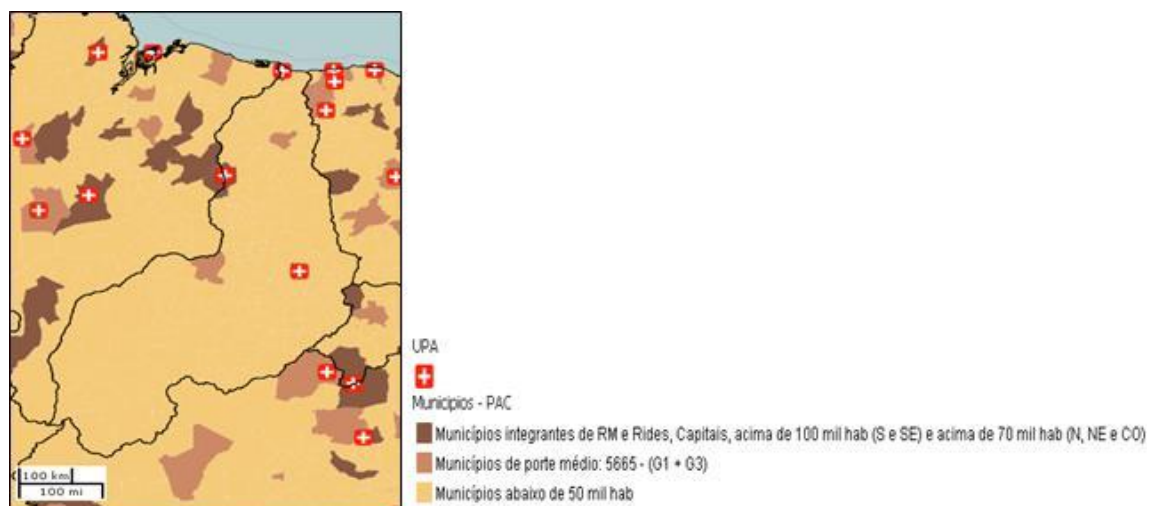 100 km
100 mi
UPA
Municípios - PAC
Municípios integrantes de RM e Rides, Capitais, acima de 100 mil hab (S e SE) e acima de 70 mil hab (N, NE e CO)
Municípios de porte médio: 5665 - (G1 + G3)
Municípios abaixo de 50 mil hab